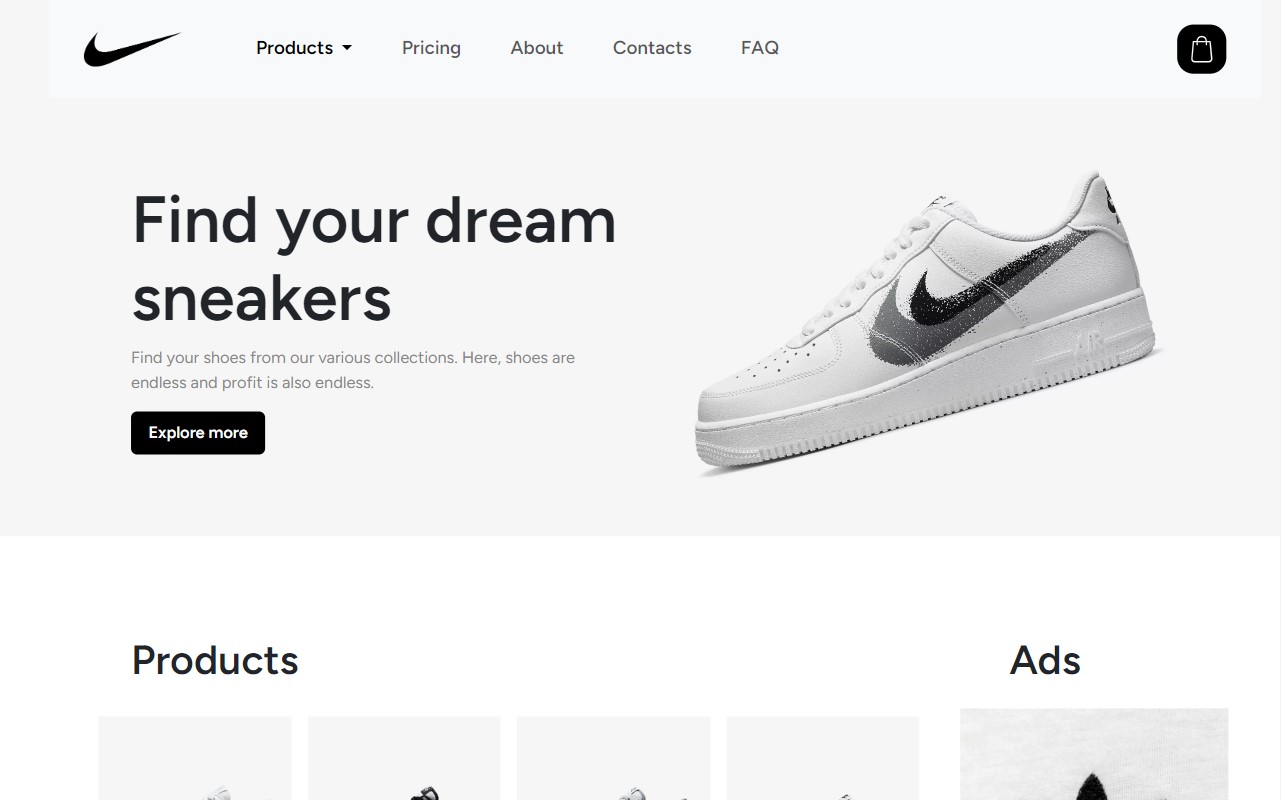 Products Pricing About Contacts FAQ
Find your dream
sneakers
Find your shoes from our various collections. Here, shoes are
endless and profit is also endless.
Explore more
Products
Ads